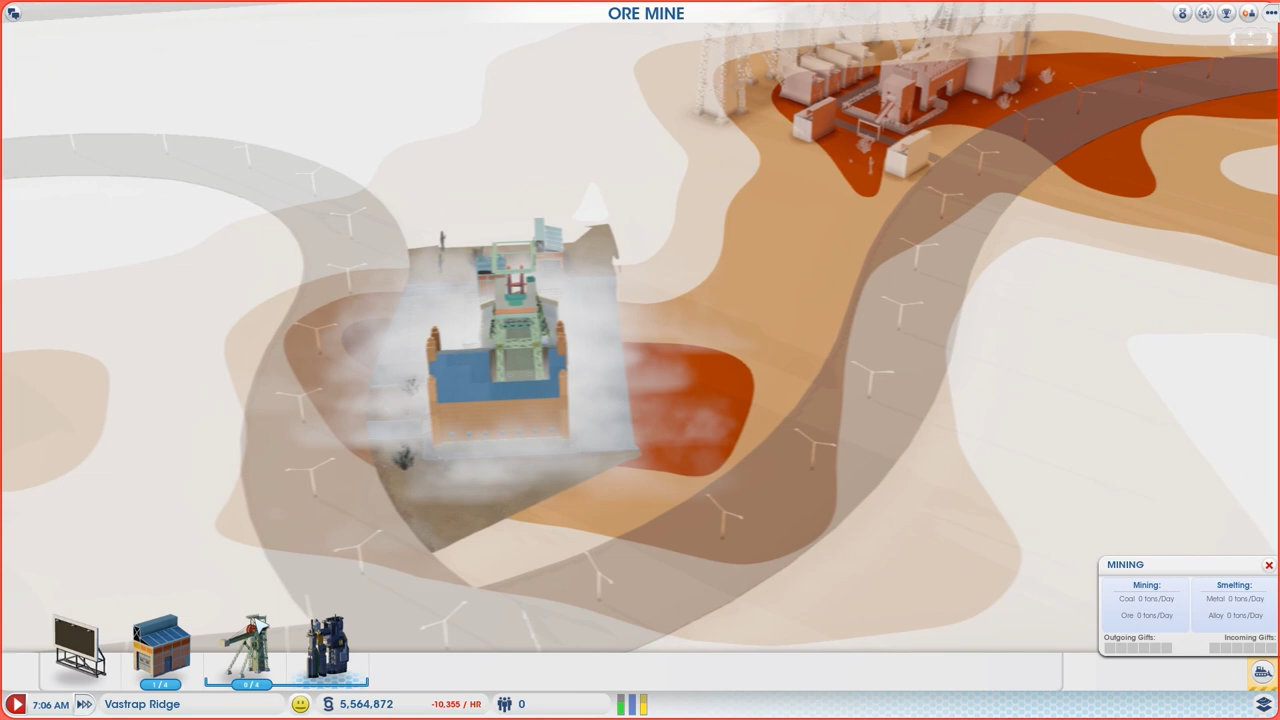 ORE MINE
MINING
Mining:
Smelting:
Coal 0 tons/Day
Metal 0 tons/Day
Ore 0 tons/Day
Alloy 0 tons/Day
Outgoing Gifts:
Incoming Gifts:
1 / 4
0 / 4
7:06 AM
Vastrap Ridge
5,564,872
-10,355 / HR
0